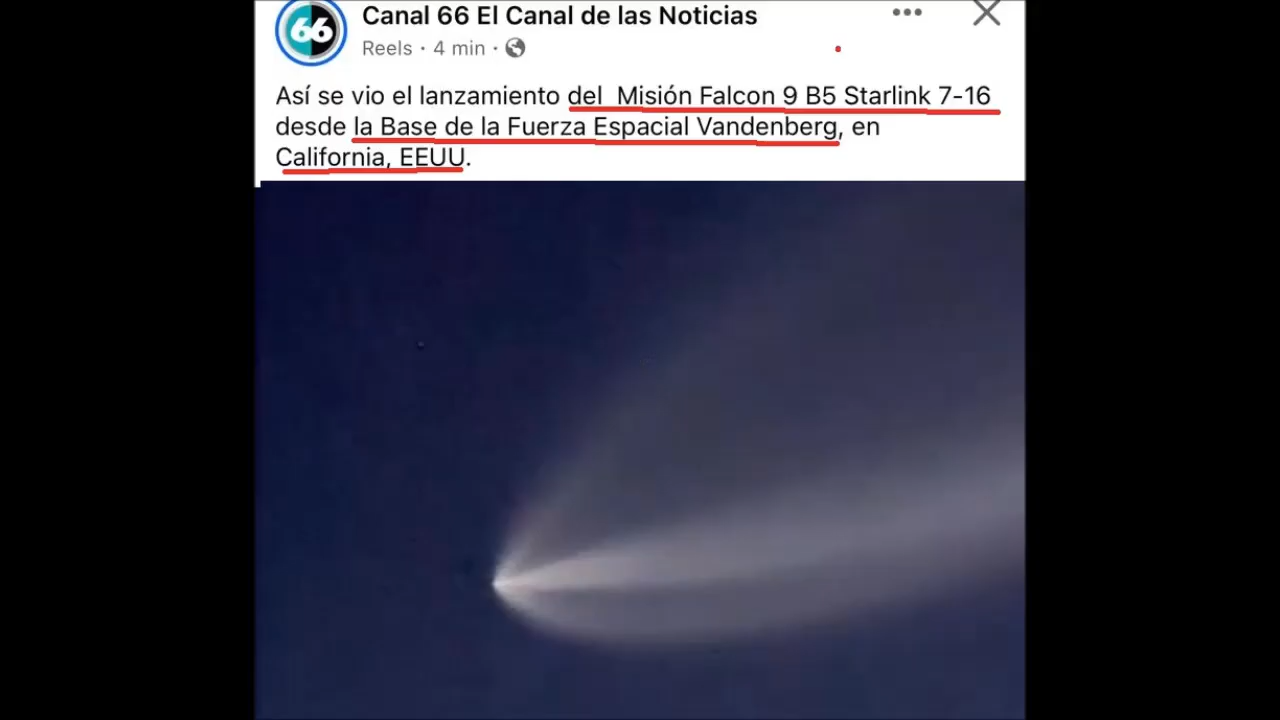 66
Canal 66 El Canal de las Noticias
Reels · 4 min ·
Así se vio el lanzamiento del Misión Falcon 9 B5 Starlink 7-16
desde la Base de la Fuerza Espacial Vandenberg, en
California, EEUU.